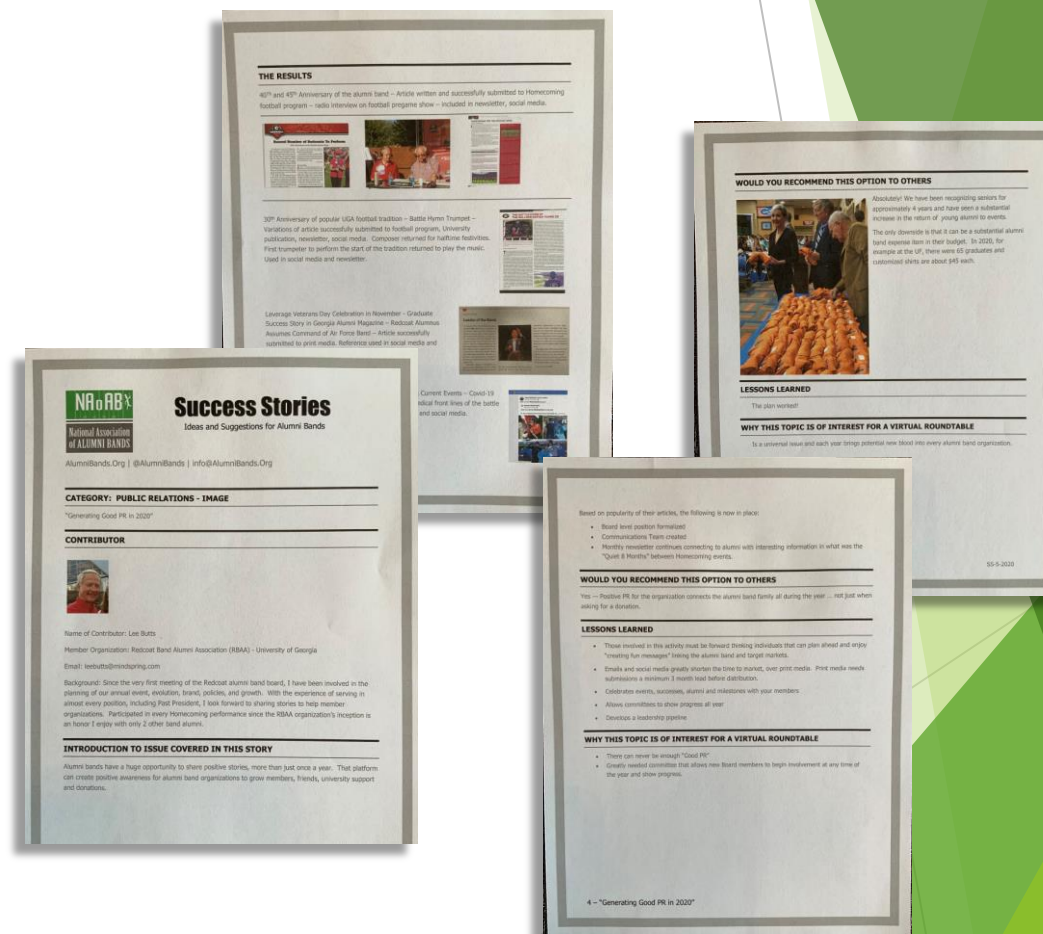 THE RESULTS
40th and 45th Anniversary of the alumni band – Article written and successfully submitted to Homecoming
football program – radio interview on football pregame show – included in newsletter, social media.
30th Anniversary of popular UGA football tradition – Battle Hymn Trumpet –
Variations of article successfully submitted to football program, University
publication, newsletter, social media. Composer returned for halftime festivities.
First trumpeter to perform the start of the tradition returned to play the music.
Used in social media and newsletter.
Leverage Veterans Day Celebration in November - Graduate
Success Story in Georgia Alumni Magazine – Redcoat Alumnus
Assumes Command of Air Force Band – Article successfully
submitted to print media. Reference used in social media and
Current Events – Covid-19
dical front lines of the battle
and social media.
NAoAB
National Association
of ALUMNI BANDS
Success Stories
Ideas and Suggestions for Alumni Bands
AlumniBands.Org | @AlumniBands | info@AlumniBands.Org
CATEGORY: PUBLIC RELATIONS - IMAGE
"Generating Good PR in 2020"
CONTRIBUTOR
Name of Contributor: Lee Butts
Member Organization: Redcoat Band Alumni Association (RBAA) - University of Georgia
Email: leebutts@mindspring.com
Background: Since the very first meeting of the Redcoat alumni band board, I have been involved in the
planning of our annual event, evolution, brand, policies, and growth. With the experience of serving in
almost every position, including Past President, I look forward to sharing stories to help member
organizations. Participated in every Homecoming performance since the RBAA organization's inception is
an honor I enjoy with only 2 other band alumni.
INTRODUCTION TO ISSUE COVERED IN THIS STORY
Alumni bands have a huge opportunity to share positive stories, more than just once a year. That platform
can create positive awareness for alumni band organizations to grow members, friends, university support
and donations.
WOULD YOU RECOMMEND THIS OPTION TO OTHERS
Absolutely! We have been recognizing seniors for
approximately 4 years and have seen a substantial
increase in the return of young alumni to events.
The only downside is that it can be a substantial alumni
band expense item in their budget. In 2020, for
example at the UF, there were 65 graduates and
customized shirts are about $45 each.
LESSONS LEARNED
The plan worked!
WHY THIS TOPIC IS OF INTEREST FOR A VIRTUAL ROUNDTABLE
Is a universal issue and each year brings potential new blood into every alumni band organization.
SS-5-2020
Based on popularity of their articles, the following is now in place:
• Board level position formalized
• Communications Team created
• Monthly newsletter continues connecting to alumni with interesting information in what was the
"Quiet 8 Months" between Homecoming events.
WOULD YOU RECOMMEND THIS OPTION TO OTHERS
Yes — Positive PR for the organization connects the alumni band family all during the year ... not just when
asking for a donation.
LESSONS LEARNED
• Those involved in this activity must be forward thinking individuals that can plan ahead and enjoy
"creating fun messages" linking the alumni band and target markets.
• Emails and social media greatly shorten the time to market, over print media. Print media needs
submissions a minimum 3 month lead before distribution.
• Celebrates events, successes, alumni and milestones with your members
• Allows committees to show progress all year
• Develops a leadership pipeline
WHY THIS TOPIC IS OF INTEREST FOR A VIRTUAL ROUNDTABLE
• There can never be enough "Good PR"
• Greatly needed committee that allows new Board members to begin involvement at any time of
the year and show progress.
4 – "Generating Good PR in 2020"